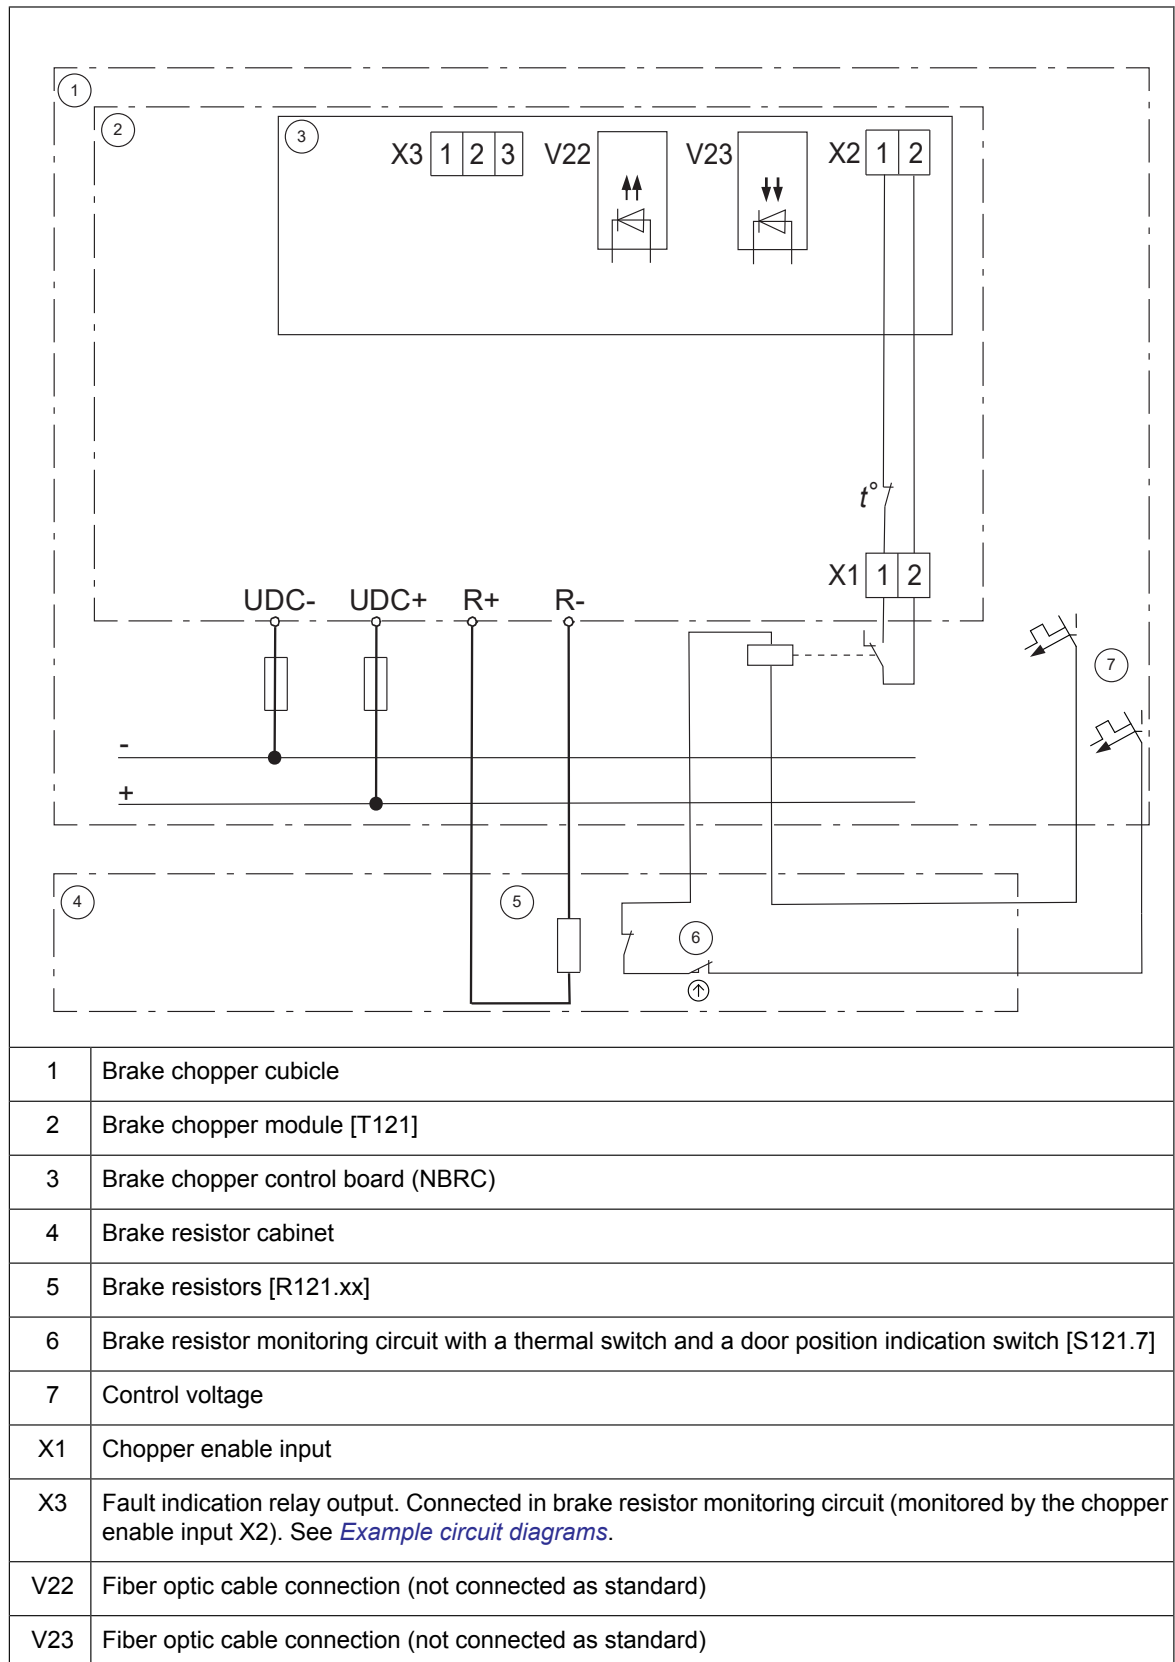 1
2
3
X3 1 2 3 V22 V23 X2 1 2
t°
X1 1 2
UDC- UDC+ R+ R-
7
-
+
4
5
6
1 Brake chopper cubicle
2 Brake chopper module [T121]
3 Brake chopper control board (NBRC)
4 Brake resistor cabinet
5 Brake resistors [R121.xx]
6 Brake resistor monitoring circuit with a thermal switch and a door position indication switch [S121.7]
7 Control voltage
X1 Chopper enable input
X3 Fault indication relay output. Connected in brake resistor monitoring circuit (monitored by the chopper
enable input X2). See Example circuit diagrams.
V22 Fiber optic cable connection (not connected as standard)
V23 Fiber optic cable connection (not connected as standard)